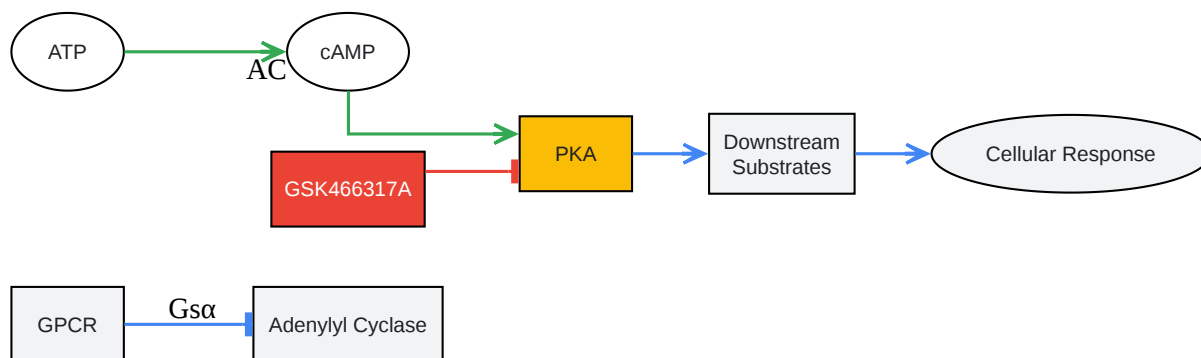 ATP
AC
cAMP
GSK466317A
PKA
Downstream
Substrates
Cellular Response
GPCR
Gsα
Adenylyl Cyclase